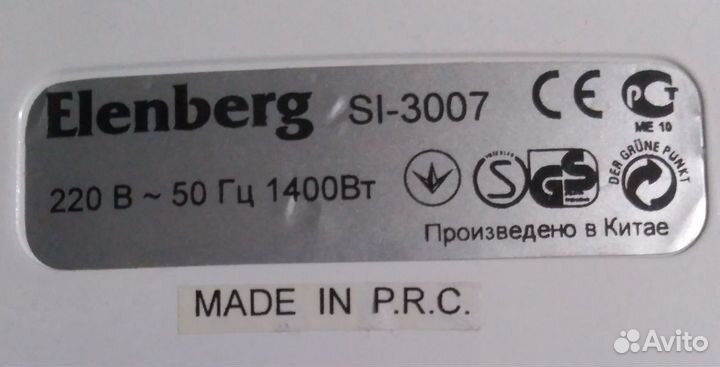 Elenberg SI-3007 CE РСТ
ME 10
220 В ~ 50 Гц 1400Вт S GS DER GRÜNE PUNKT
Произведено в Китае
MADE IN P.R.C.
Avito